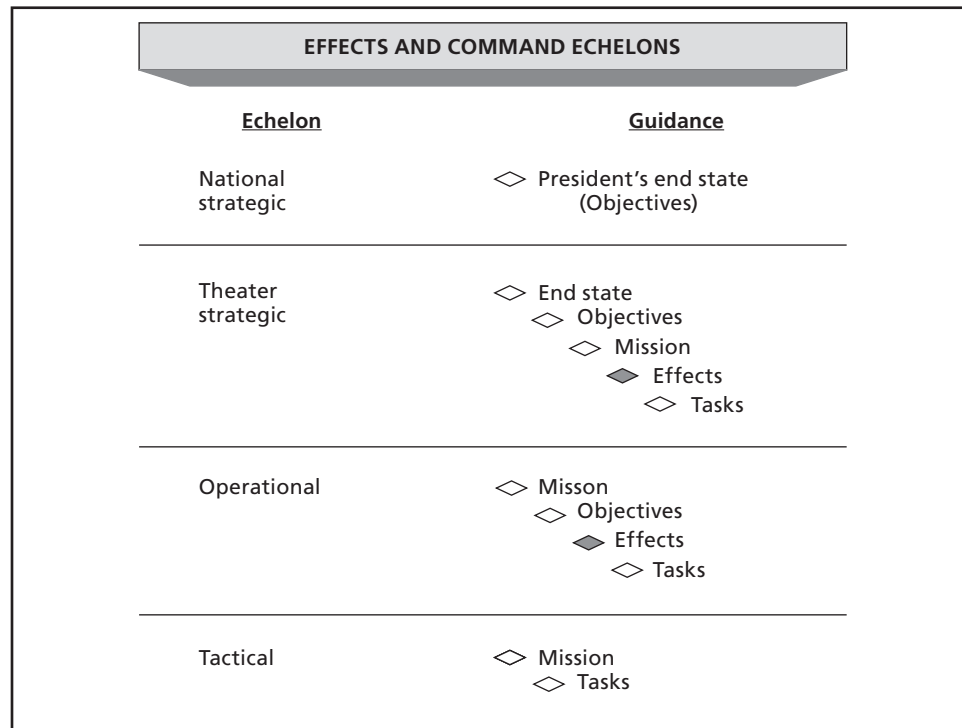 EFFECTS AND COMMAND ECHELONS
Echelon Guidance
National
strategic
President's end state
(Objectives)
Theater
strategic
End state
Objectives
Mission
Effects
Tasks
Operational
Misson
Objectives
Effects
Tasks
Tactical
Mission
Tasks